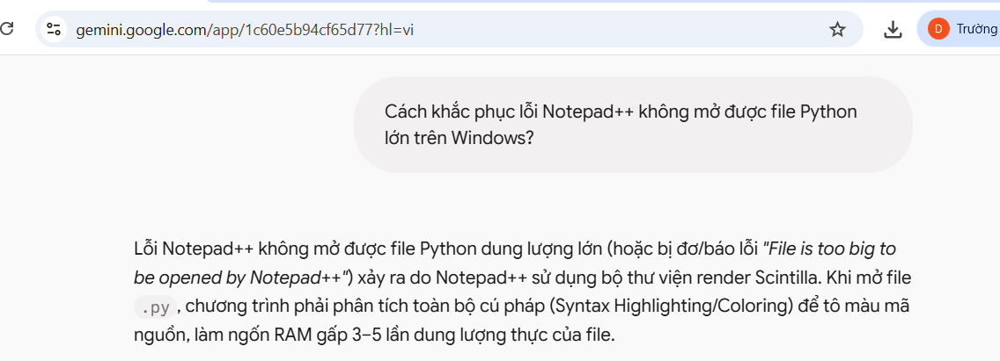 gemini.google.com/app/1c60e5b94cf65d77?hl=vi
D
Trường
Cách khắc phục lỗi Notepad++ không mở được file Python
lớn trên Windows?
Lỗi Notepad++ không mở được file Python dung lượng lớn (hoặc bị đơ/báo lỗi "File is too big to
be opened by Notepad++") xảy ra do Notepad++ sử dụng bộ thư viện render Scintilla. Khi mở file
.py, chương trình phải phân tích toàn bộ cú pháp (Syntax Highlighting/Coloring) để tô màu mã
nguồn, làm ngốn RAM gấp 3–5 lần dung lượng thực của file.